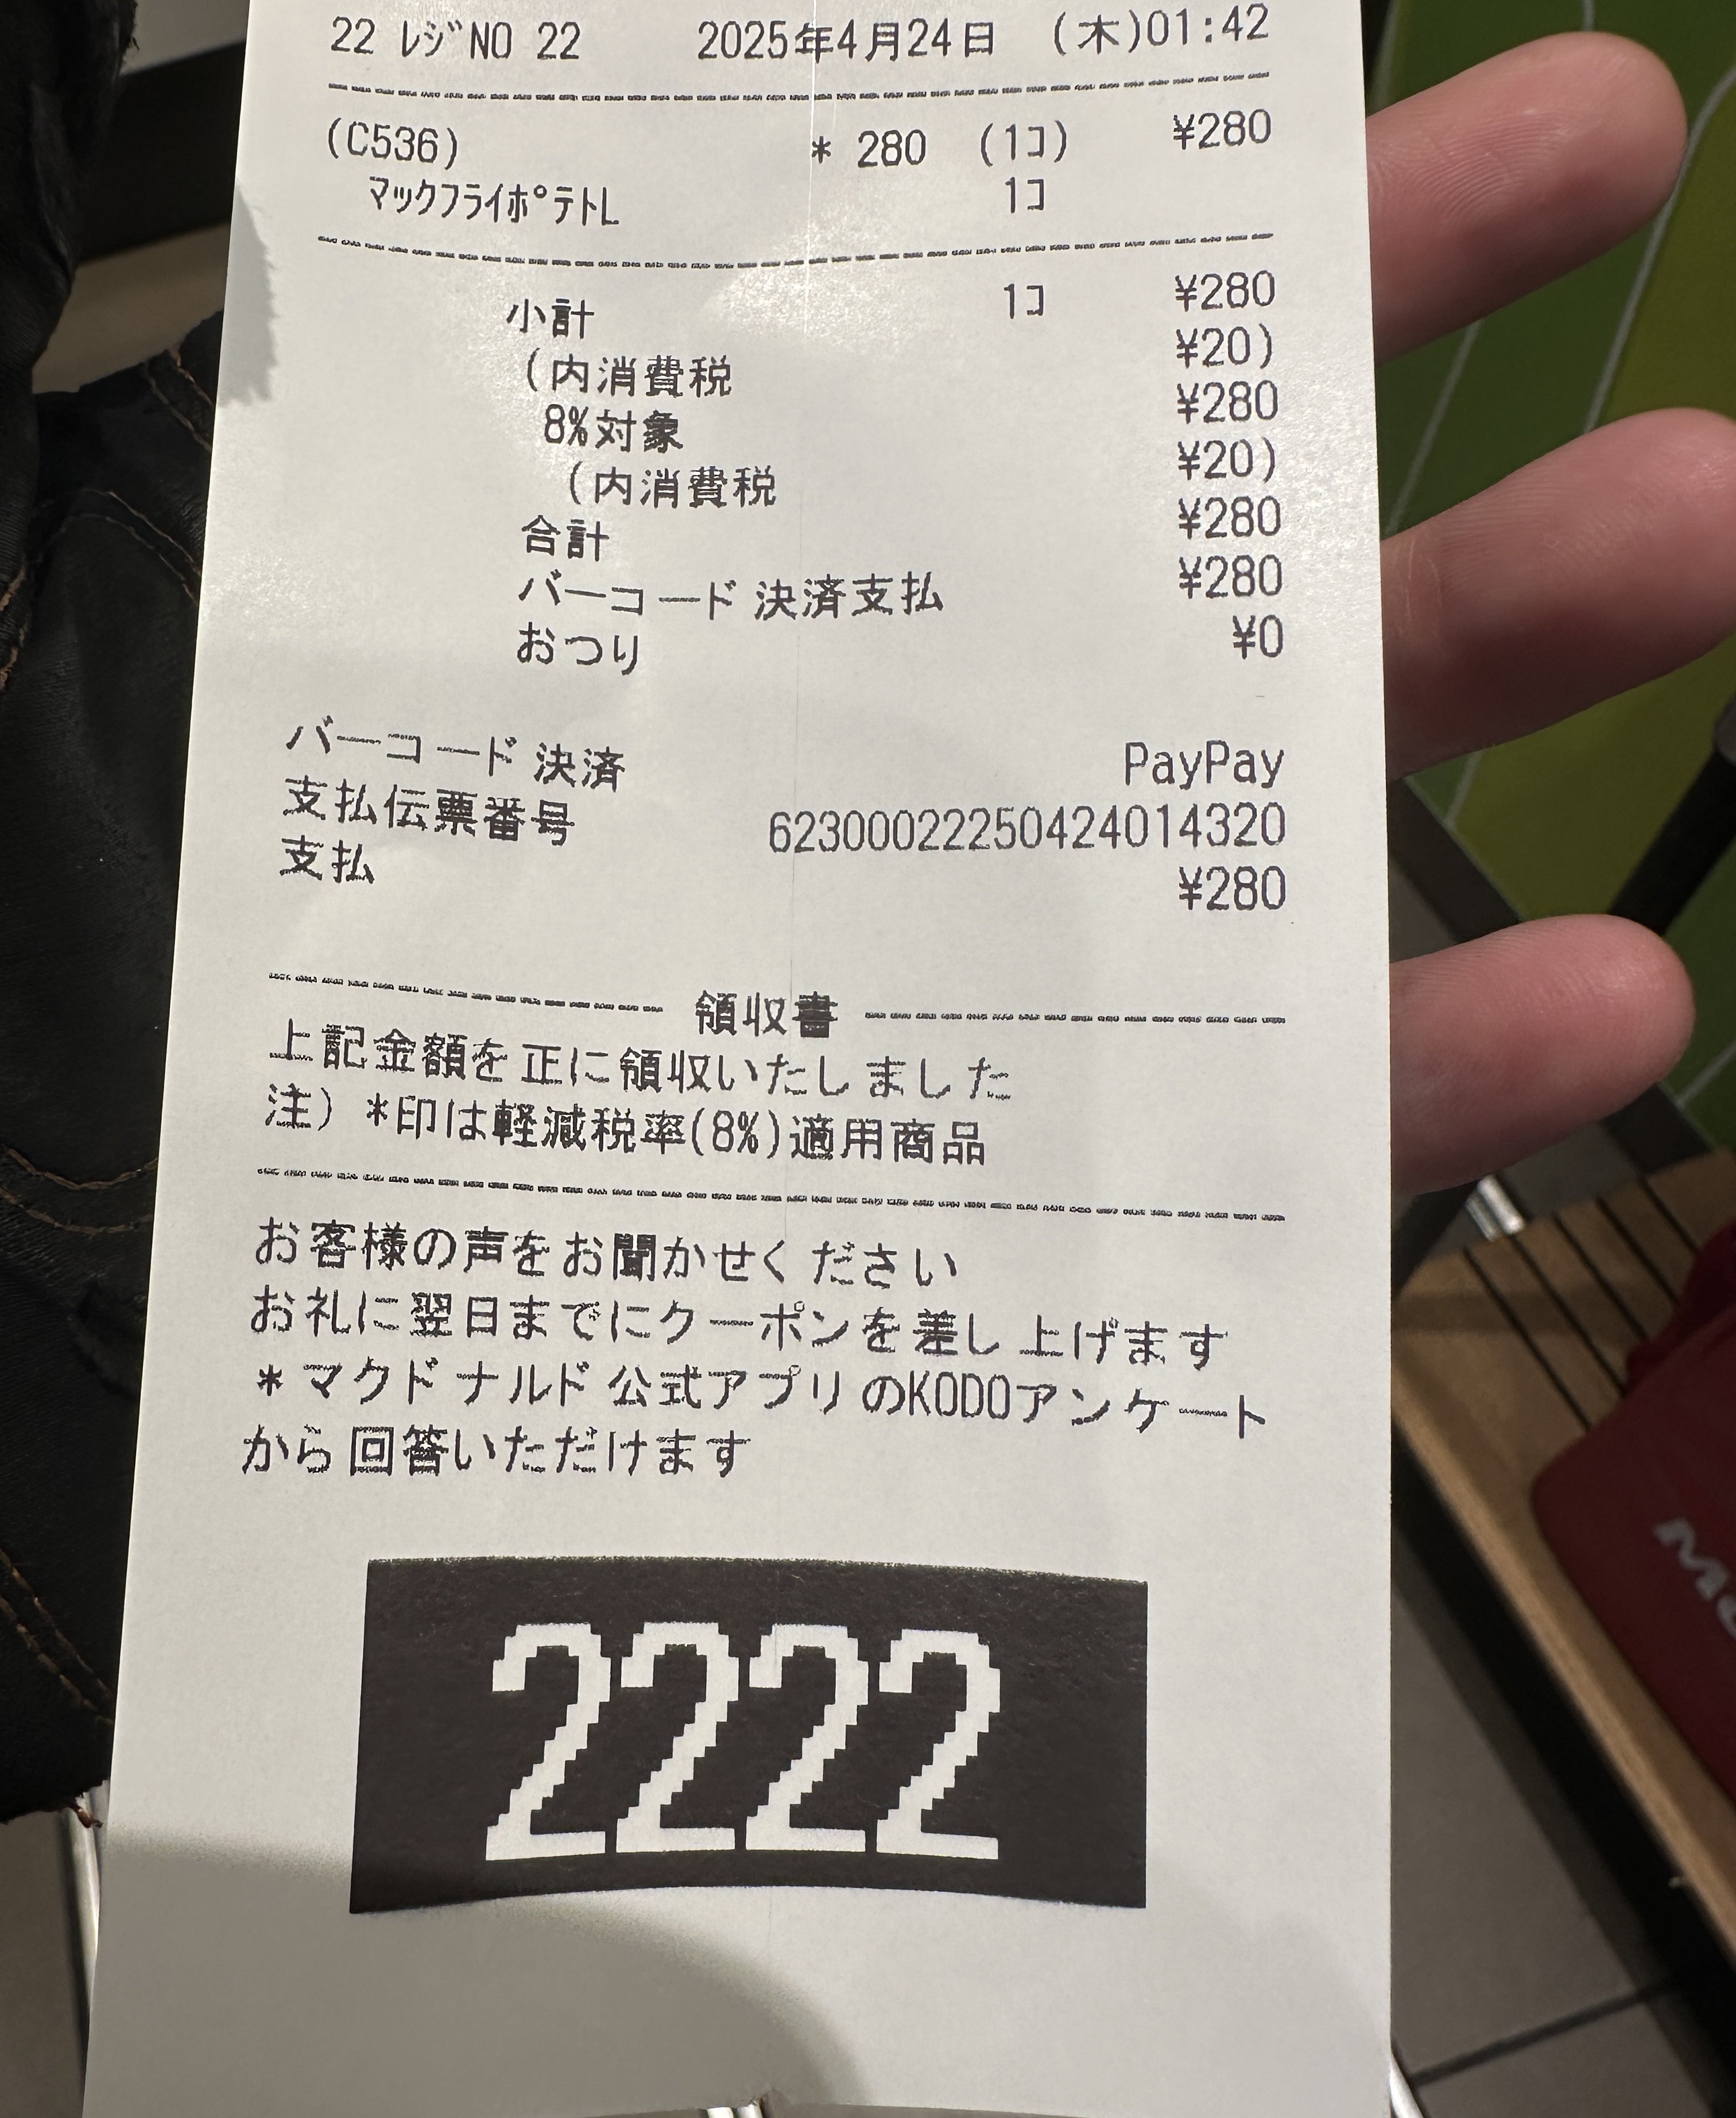 22 ﾚｼﾞNO 22 2025年4月24日 (木)01:42
(C536) * 280 (1コ) ¥280
ﾏｯｸﾌﾗｲﾎﾟﾃﾄL 1コ
小計 1コ ¥280
(内消費税 ¥20)
8%対象 ¥280
(内消費税 ¥20)
合計 ¥280
バーコード決済支払 ¥280
おつり ¥0
バーコード決済 PayPay
支払伝票番号 62300022250424014320
支払 ¥280
領収書
上記金額を正に領収いたしました
注) *印は軽減税率(8%)適用商品
お客様の声をお聞かせください
お礼に翌日までにクーポンを差し上げます
*マクドナルド公式アプリのKODOアンケート
から回答いただけます
2222